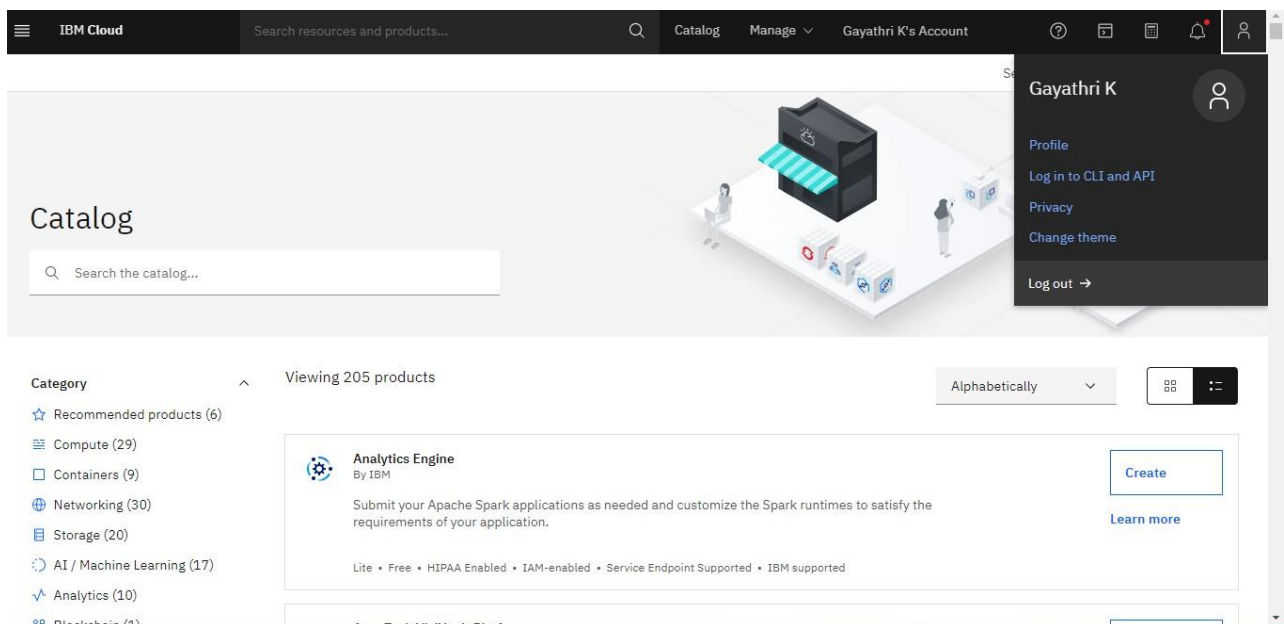 IBM Cloud
Search resources and products...
Catalog
Manage
Gayathri K's Account
Gayathri K
Profile
Log in to CLI and API
Privacy
Change theme
Log out →
Catalog
Search the catalog...
Category
Recommended products (6)
Compute (29)
Containers (9)
Networking (30)
Storage (20)
AI / Machine Learning (17)
Analytics (10)
Viewing 205 products
Alphabetically
Analytics Engine
By IBM
Submit your Apache Spark applications as needed and customize the Spark runtimes to satisfy the
requirements of your application.
Lite • Free • HIPAA Enabled • IAM-enabled • Service Endpoint Supported • IBM supported
Create
Learn more